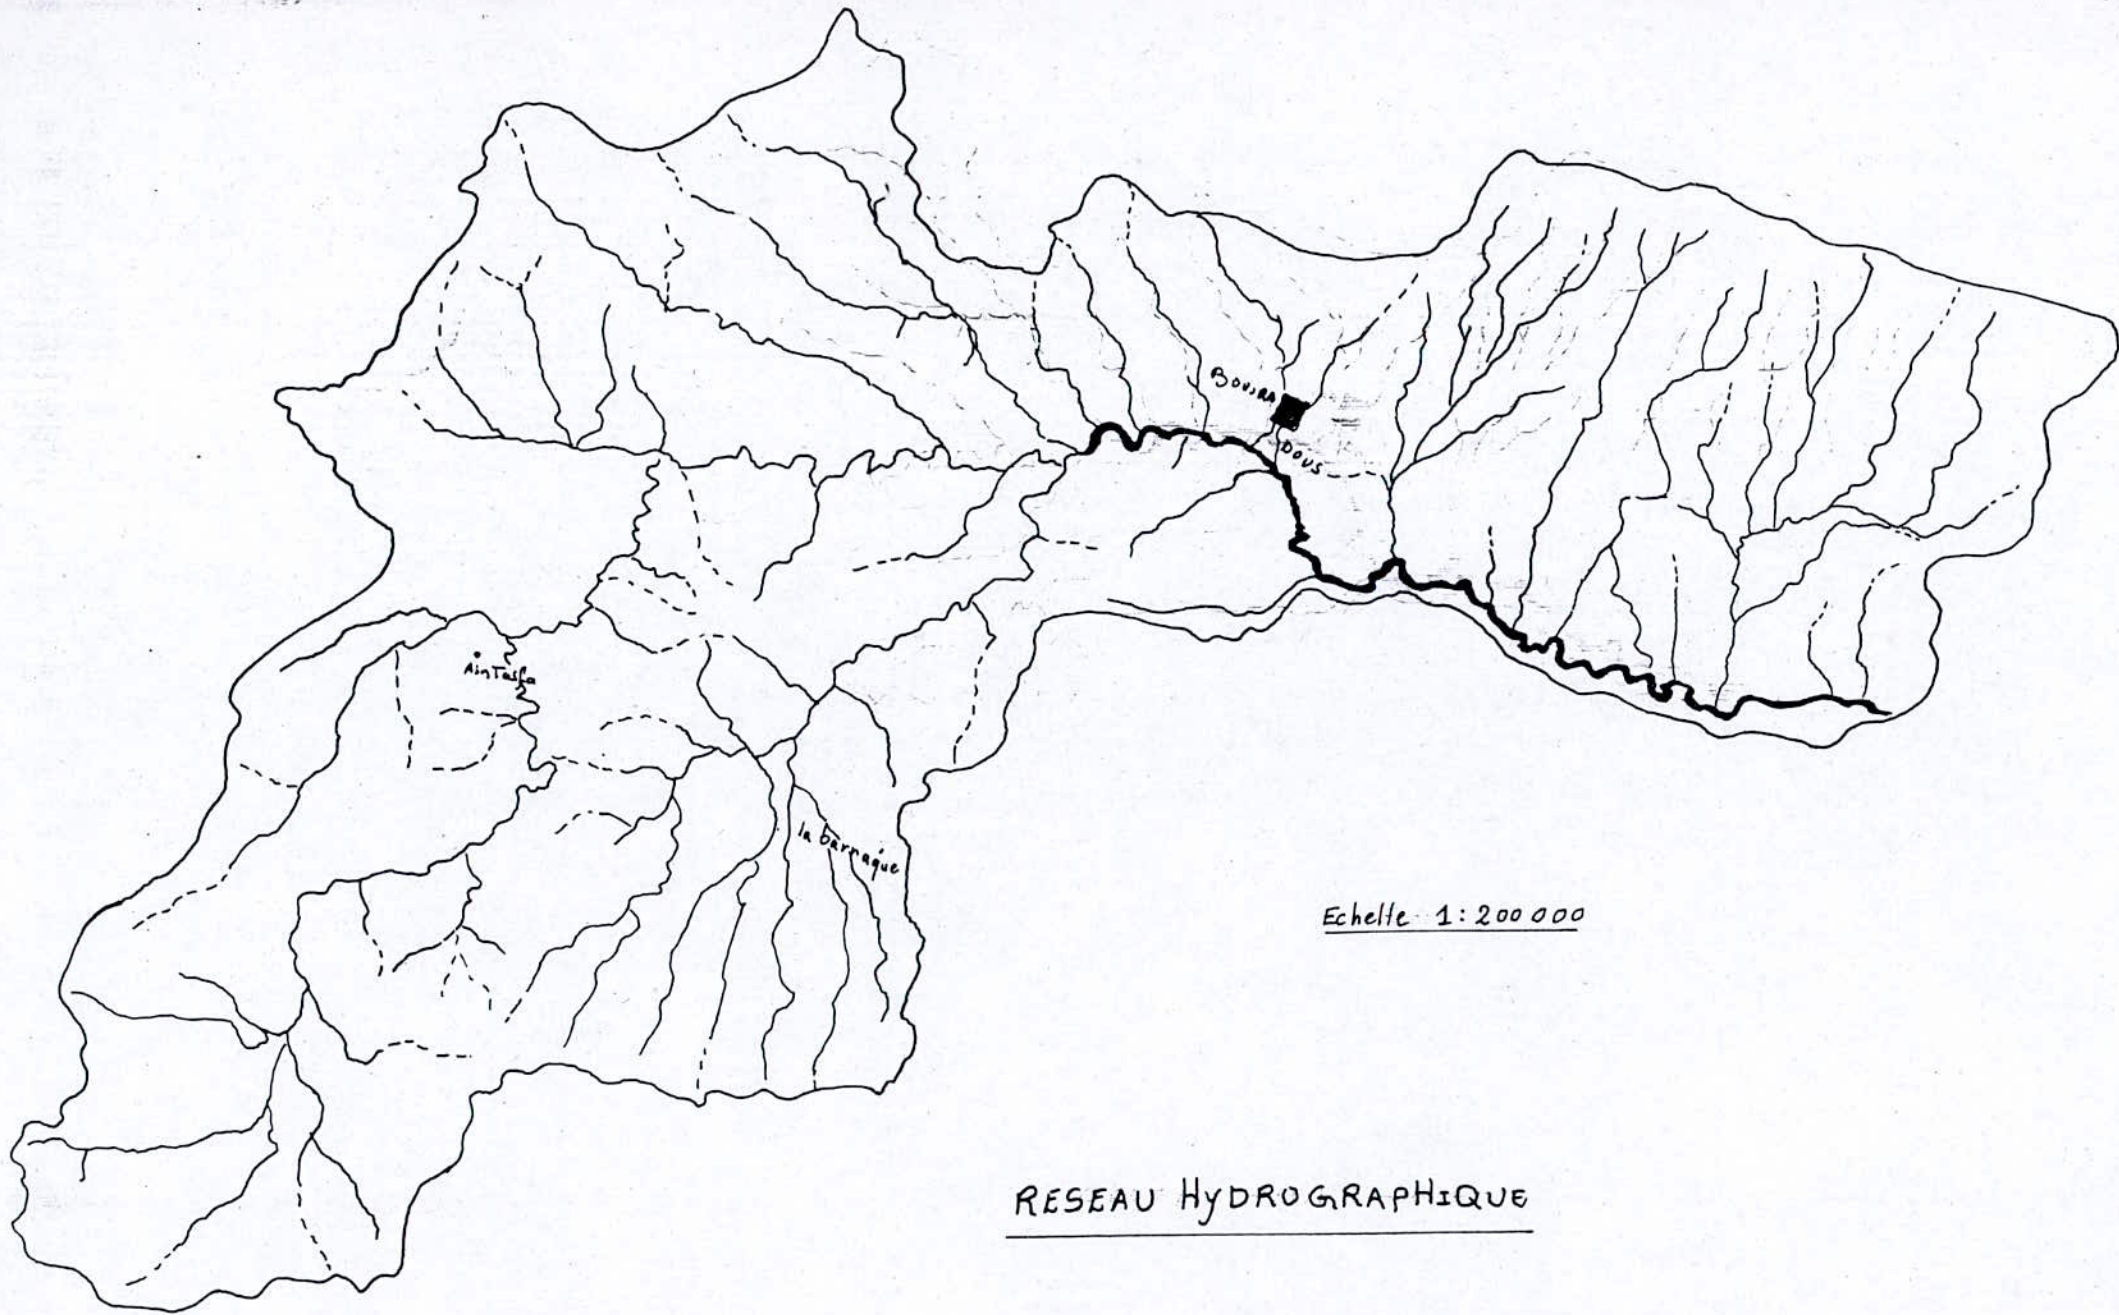 BOUIRA
DOUS
Ain Tasfa
la barraque
Echelle 1:200 000
RESEAU HYDROGRAPHIQUE